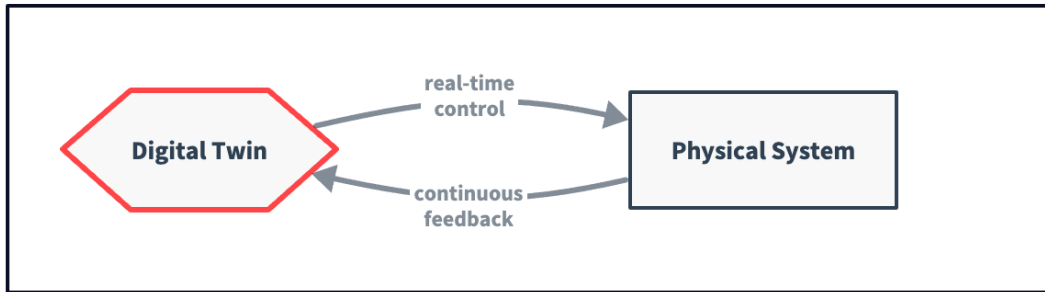 real-time
control
Digital Twin
Physical System
continuous
feedback